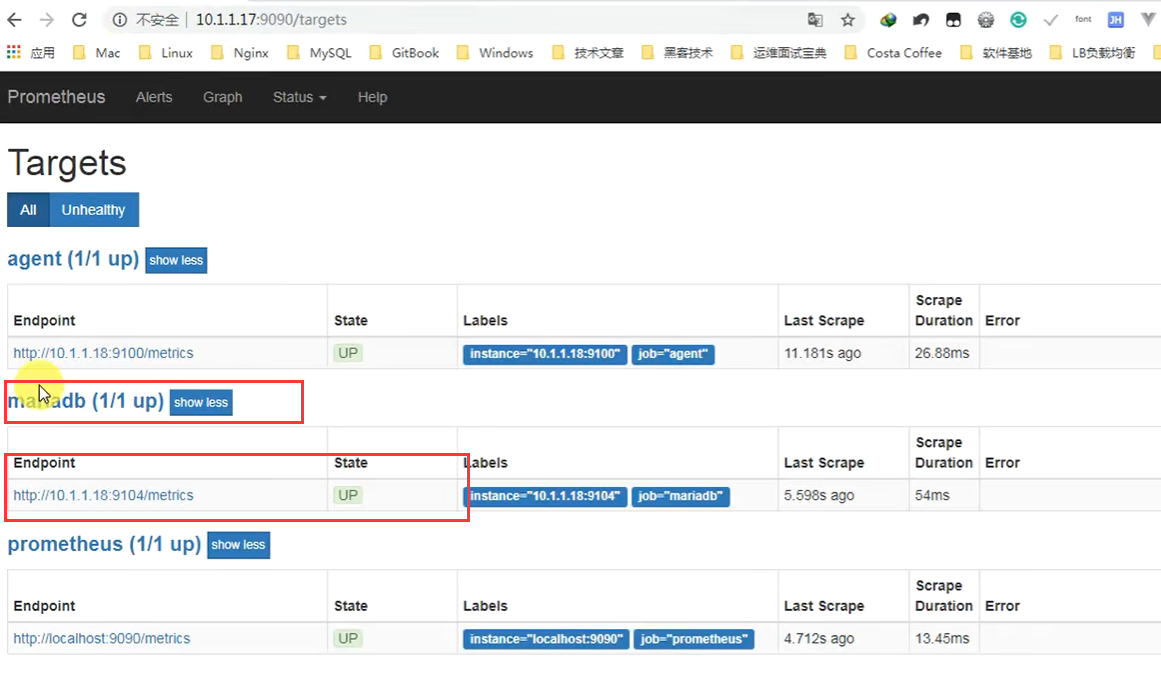 不安全 10.1.1.17:9090/targets font JH
应用 Mac Linux Nginx MySQL GitBook Windows 技术文章 黑客技术 运维面试宝典 Costa Coffee 软件基地 LB负载均衡
Prometheus Alerts Graph Status Help
Targets
All Unhealthy
agent (1/1 up) show less
Endpoint State Labels Last Scrape Scrape Duration Error
http://10.1.1.18:9100/metrics UP instance="10.1.1.18:9100" job="agent" 11.181s ago 26.88ms
mariadb (1/1 up) show less
Endpoint State Labels Last Scrape Scrape Duration Error
http://10.1.1.18:9104/metrics UP instance="10.1.1.18:9104" job="mariadb" 5.598s ago 54ms
prometheus (1/1 up) show less
Endpoint State Labels Last Scrape Scrape Duration Error
http://localhost:9090/metrics UP instance="localhost:9090" job="prometheus" 4.712s ago 13.45ms